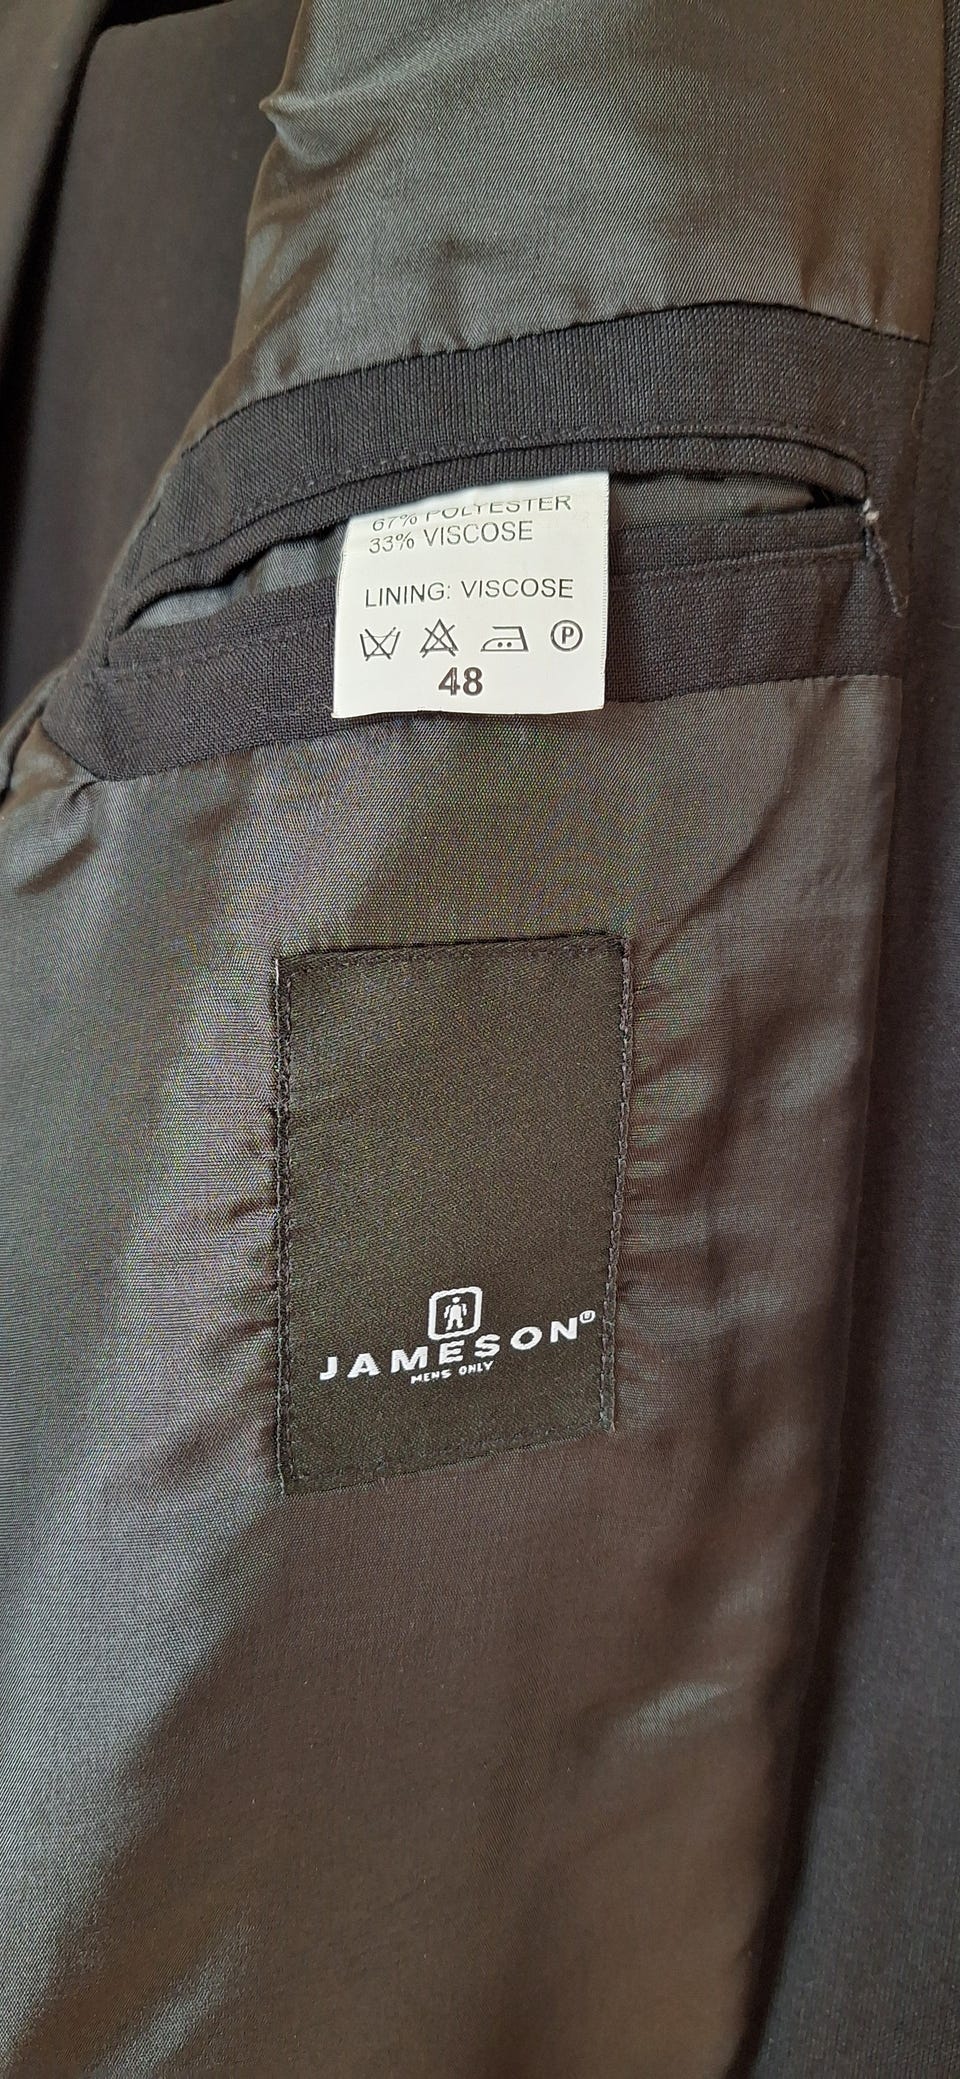 67% POLYESTER
33% VISCOSE
LINING: VISCOSE
P
48
JAMESON
MENS ONLY